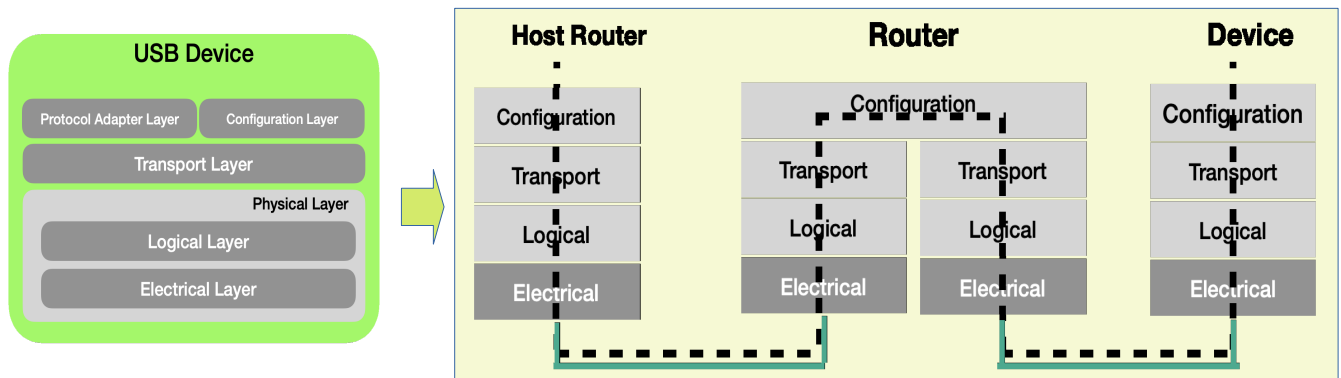 USB Device
Protocol Adapter Layer
Configuration Layer
Transport Layer
Physical Layer
Logical Layer
Electrical Layer
Host Router
Router
Device
Configuration
Transport
Logical
Electrical
Configuration
Transport
Logical
Electrical
Transport
Logical
Electrical
Configuration
Transport
Logical
Electrical